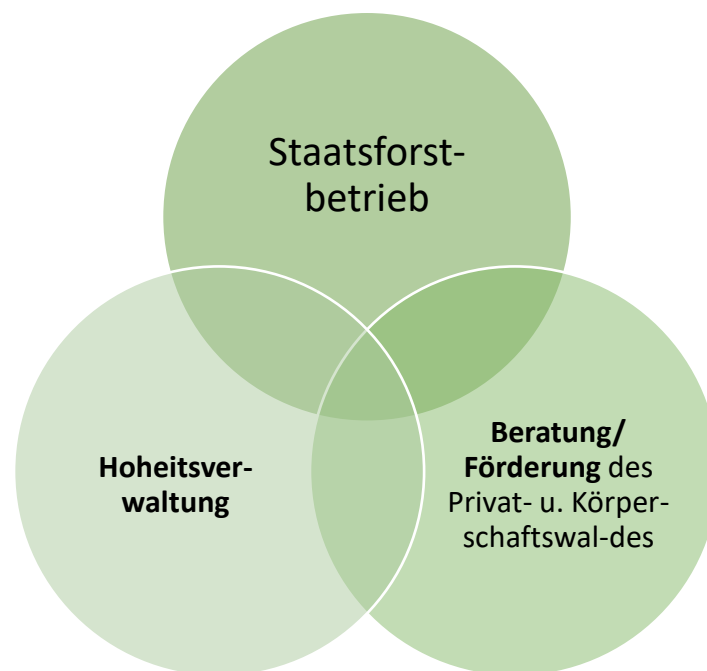 Staatsforst-
betrieb
Hoheitsver-
waltung
Beratung/
Förderung des
Privat- u. Körper-
schaftswal-des